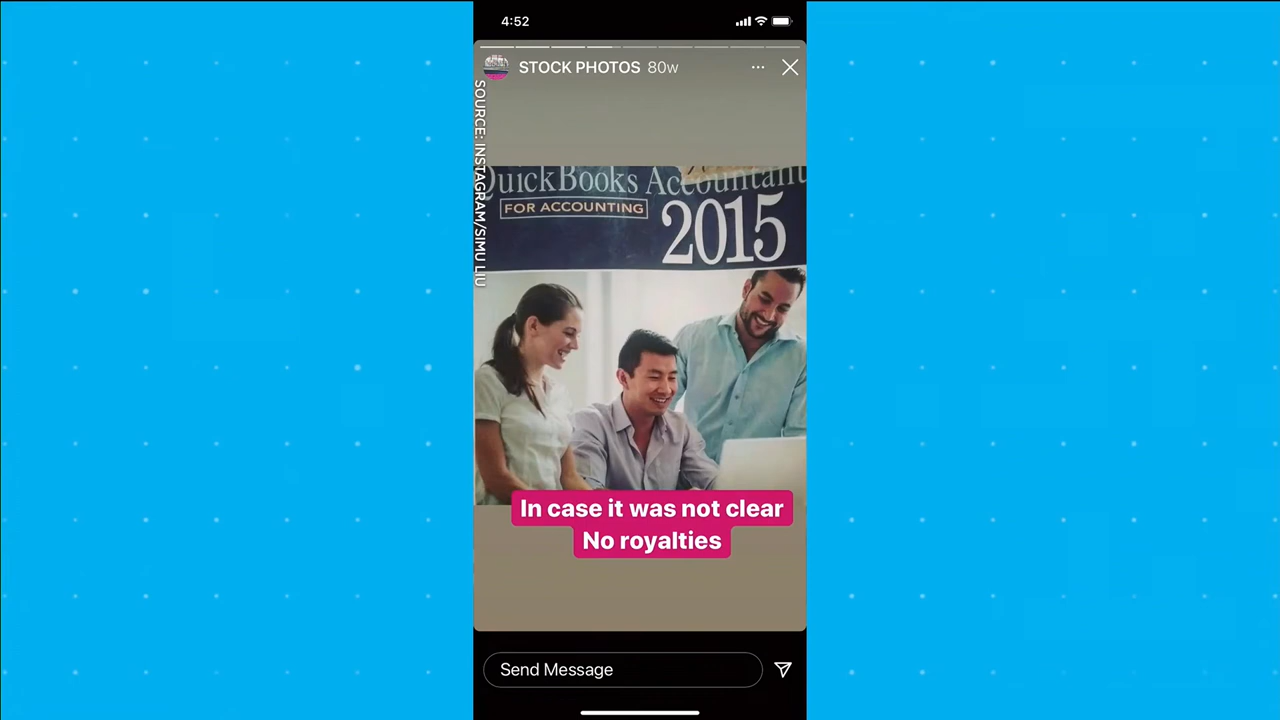 4:52
STOCK PHOTOS 80w
SOURCE: INSTAGRAM/SIMU LIU
QuickBooks Accountant
FOR ACCOUNTING
2015
In case it was not clear
No royalties
Send Message